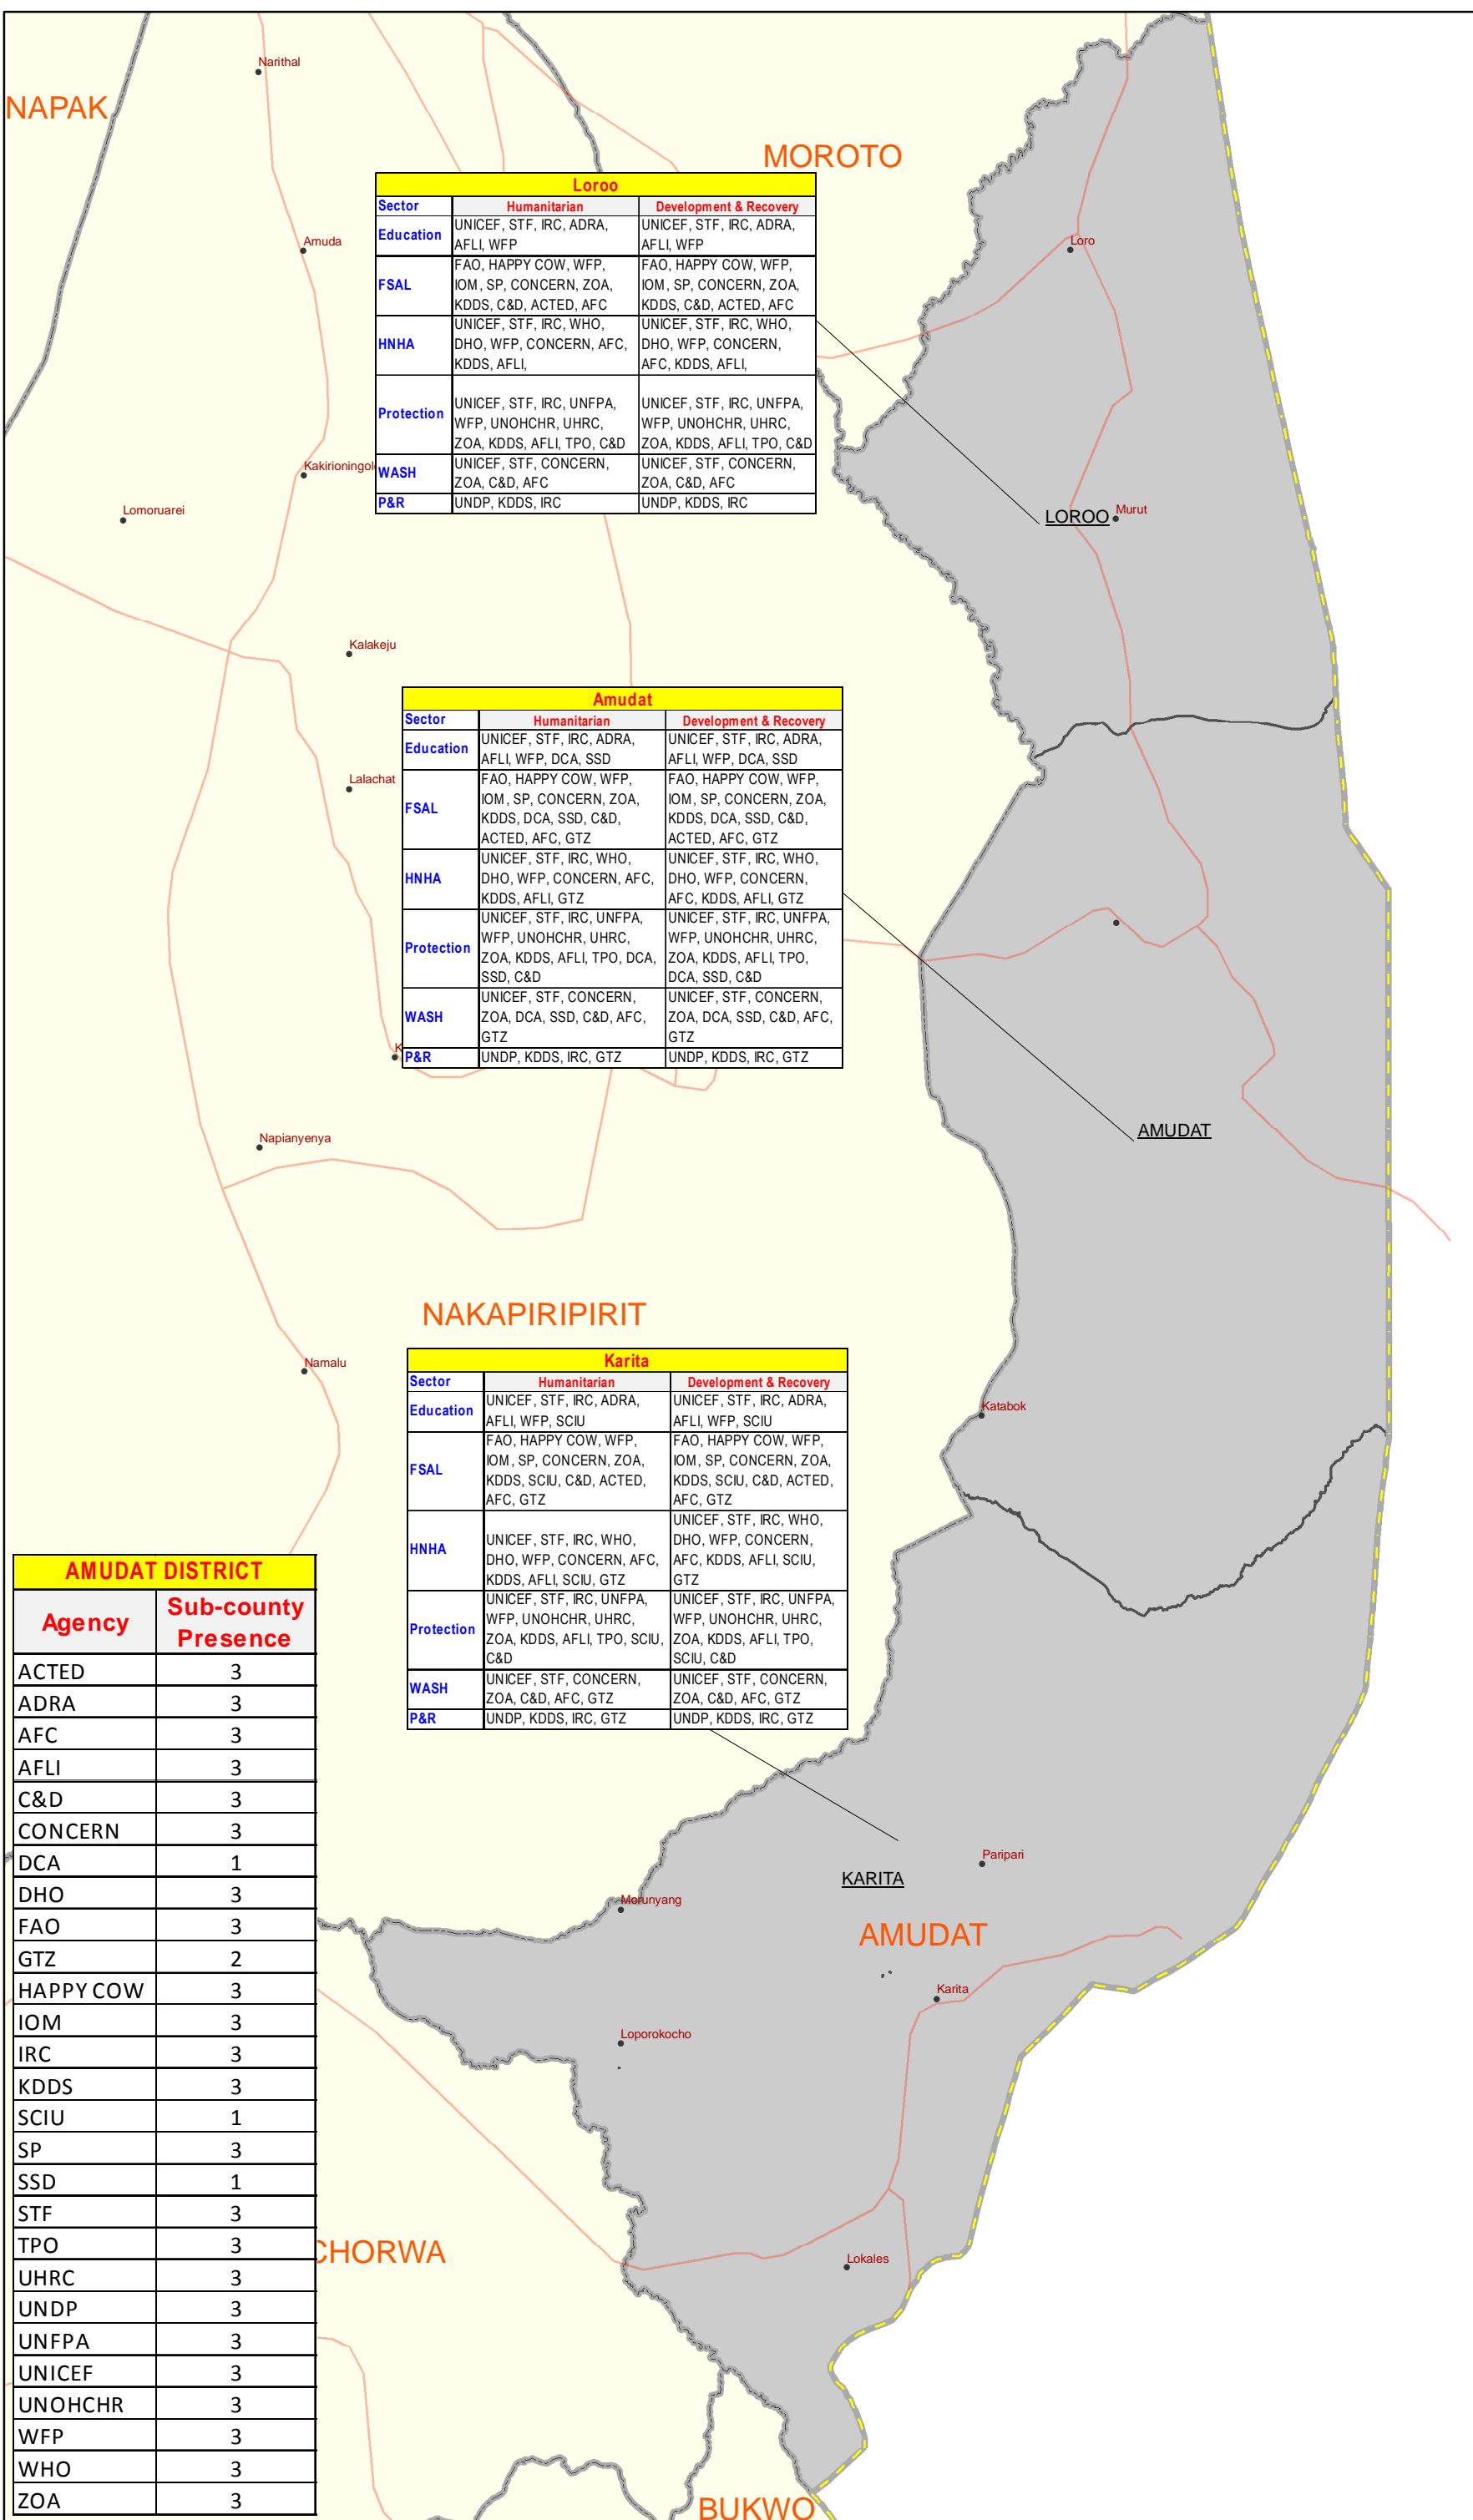 Narithal
NAPAK
MOROTO
Amuda
Loro
Loroo
Sector Humanitarian Development & Recovery
Education UNICEF, STF, IRC, ADRA, UNICEF, STF, IRC, ADRA,
AFLI, WFP AFLI, WFP
FSAL FAO, HAPPY COW, WFP, FAO, HAPPY COW, WFP,
IOM, SP, CONCERN, ZOA, IOM, SP, CONCERN, ZOA,
KDDS, C&D, ACTED, AFC KDDS, C&D, ACTED, AFC
HNHA UNICEF, STF, IRC, WHO, UNICEF, STF, IRC, WHO,
DHO, WFP, CONCERN, AFC, DHO, WFP, CONCERN,
KDDS, AFLI, AFC, KDDS, AFLI,
Protection UNICEF, STF, IRC, UNFPA, UNICEF, STF, IRC, UNFPA,
WFP, UNOHCHR, UHRC, WFP, UNOHCHR, UHRC,
ZOA, KDDS, AFLI, TPO, C&D ZOA, KDDS, AFLI, TPO, C&D
WASH UNICEF, STF, CONCERN, UNICEF, STF, CONCERN,
ZOA, C&D, AFC ZOA, C&D, AFC
P&R UNDP, KDDS, IRC UNDP, KDDS, IRC
Kakirioningol
Lomoruarei
LOROO
Murut
Kalakeju
Lalachat
Amudat
Sector Humanitarian Development & Recovery
Education UNICEF, STF, IRC, ADRA, UNICEF, STF, IRC, ADRA,
AFLI, WFP, DCA, SSD AFLI, WFP, DCA, SSD
FSAL FAO, HAPPY COW, WFP, FAO, HAPPY COW, WFP,
IOM, SP, CONCERN, ZOA, IOM, SP, CONCERN, ZOA,
KDDS, DCA, SSD, C&D, KDDS, DCA, SSD, C&D,
ACTED, AFC, GTZ ACTED, AFC, GTZ
HNHA UNICEF, STF, IRC, WHO, UNICEF, STF, IRC, WHO,
DHO, WFP, CONCERN, AFC, DHO, WFP, CONCERN,
KDDS, AFLI, GTZ AFC, KDDS, AFLI, GTZ
Protection UNICEF, STF, IRC, UNFPA, UNICEF, STF, IRC, UNFPA,
WFP, UNOHCHR, UHRC, WFP, UNOHCHR, UHRC,
ZOA, KDDS, AFLI, TPO, DCA, ZOA, KDDS, AFLI, TPO,
SSD, C&D DCA, SSD, C&D
WASH UNICEF, STF, CONCERN, UNICEF, STF, CONCERN,
ZOA, DCA, SSD, C&D, AFC, ZOA, DCA, SSD, C&D, AFC,
GTZ GTZ
P&R UNDP, KDDS, IRC, GTZ UNDP, KDDS, IRC, GTZ
K
AMUDAT
Napianyenya
NAKAPIRIPIRIT
Namalu
Katabok
Karita
Sector Humanitarian Development & Recovery
Education UNICEF, STF, IRC, ADRA, UNICEF, STF, IRC, ADRA,
AFLI, WFP, SCIU AFLI, WFP, SCIU
FSAL FAO, HAPPY COW, WFP, FAO, HAPPY COW, WFP,
IOM, SP, CONCERN, ZOA, IOM, SP, CONCERN, ZOA,
KDDS, SCIU, C&D, ACTED, KDDS, SCIU, C&D, ACTED,
AFC, GTZ AFC, GTZ
HNHA UNICEF, STF, IRC, WHO, UNICEF, STF, IRC, WHO,
DHO, WFP, CONCERN, AFC, DHO, WFP, CONCERN,
KDDS, AFLI, SCIU, GTZ AFC, KDDS, AFLI, SCIU,
GTZ
Protection UNICEF, STF, IRC, UNFPA, UNICEF, STF, IRC, UNFPA,
WFP, UNOHCHR, UHRC, WFP, UNOHCHR, UHRC,
ZOA, KDDS, AFLI, TPO, SCIU, ZOA, KDDS, AFLI, TPO,
C&D SCIU, C&D
WASH UNICEF, STF, CONCERN, UNICEF, STF, CONCERN,
ZOA, C&D, AFC, GTZ ZOA, C&D, AFC, GTZ
P&R UNDP, KDDS, IRC, GTZ UNDP, KDDS, IRC, GTZ
AMUDAT DISTRICT
Agency Sub-county
Presence
ACTED 3
ADRA 3
AFC 3
AFLI 3
C&D 3
CONCERN 3
DCA 1
DHO 3
FAO 3
GTZ 2
HAPPY COW 3
IOM 3
IRC 3
KDDS 3
SCIU 1
SP 3
SSD 1
STF 3
TPO 3
UHRC 3
UNDP 3
UNFPA 3
UNICEF 3
UNOHCHR 3
WFP 3
WHO 3
ZOA 3
Paripari
KARITA
Morunyang
AMUDAT
Karita
Loporokocho
CHORWA
Lokales
BUKWO